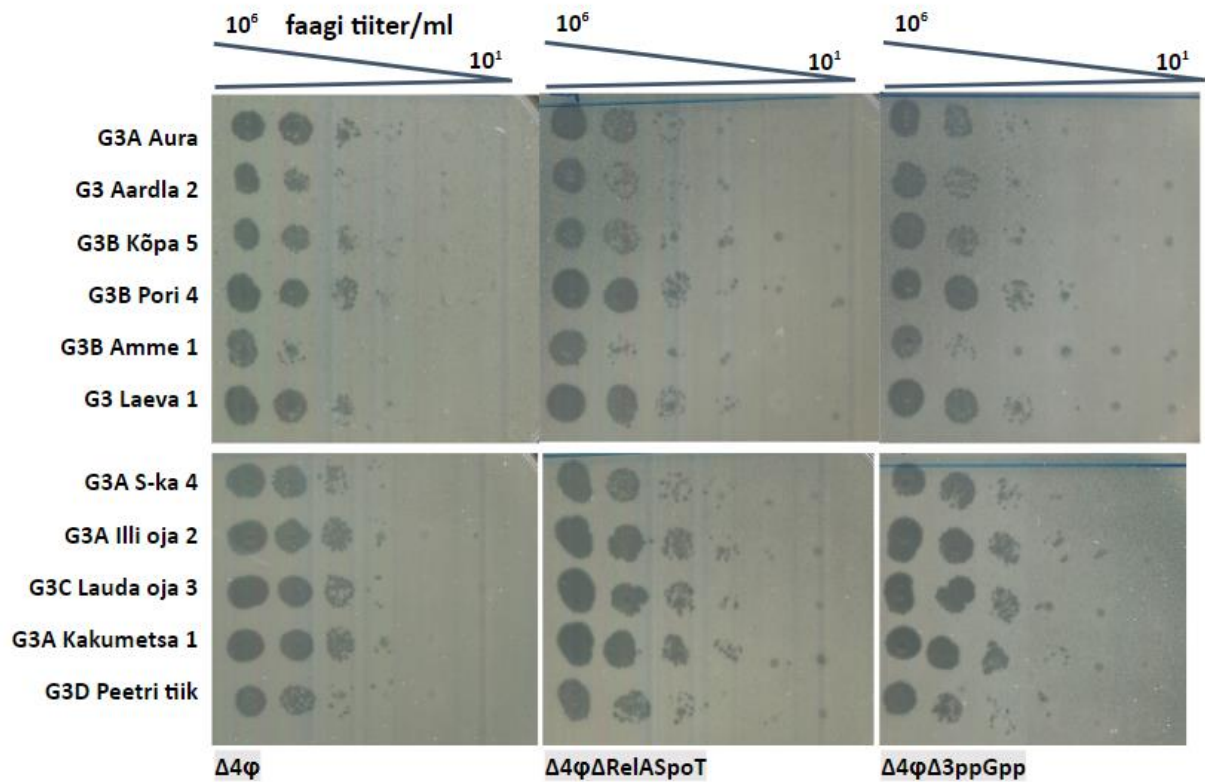 10⁶ faagi tiiter/ml 10¹
10⁶ 10¹
10⁶ 10¹
G3A Aura
G3 Aardla 2
G3B Kõpa 5
G3B Pori 4
G3B Amme 1
G3 Laeva 1
G3A S-ka 4
G3A Illi oja 2
G3C Lauda oja 3
G3A Kakumetsa 1
G3D Peetri tiik
Δ4φ
Δ4φΔRelASpoT
Δ4φΔ3ppGpp